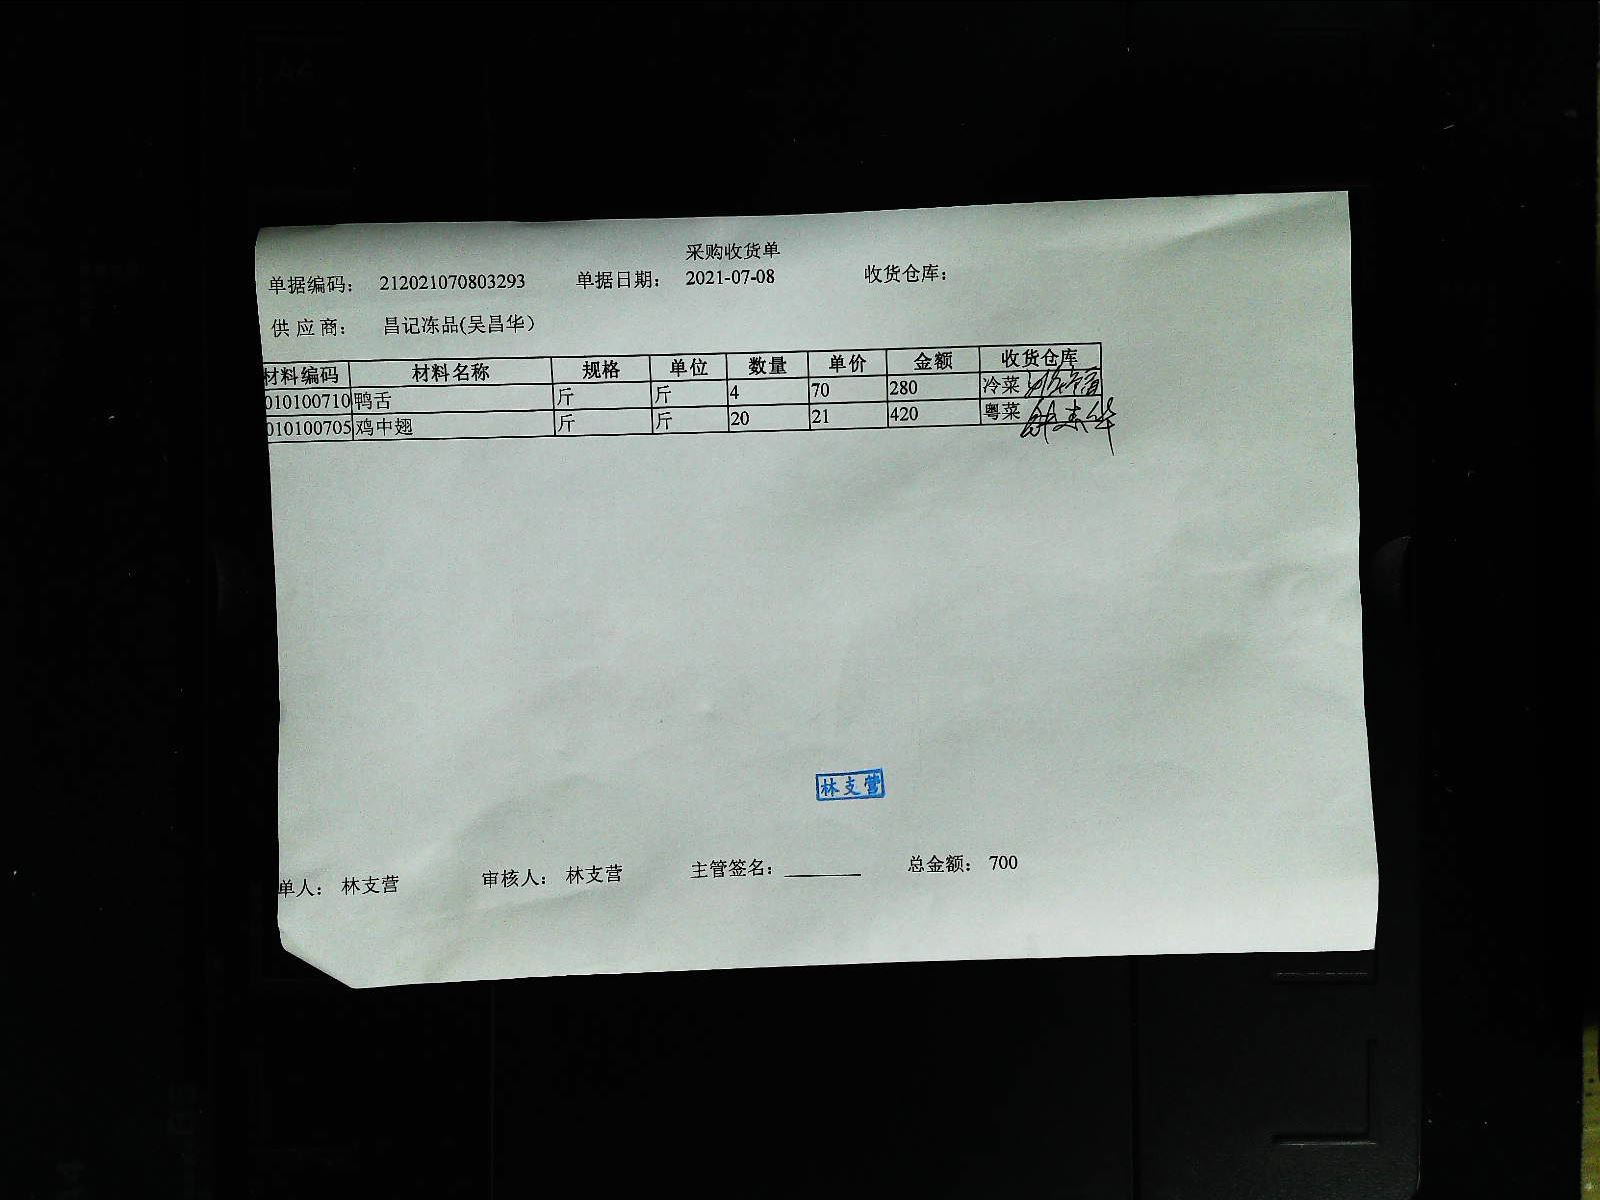 采购收货单
单据编码： 212021070803293 单据日期： 2021-07-08 收货仓库：
供 应 商： 昌记冻品(吴昌华）
材料编码 材料名称 规格 单位 数量 单价 金额 收货仓库
010100710 鸭舌 斤 斤 4 70 280 冷菜
010100705 鸡中翅 斤 斤 20 21 420 粤菜
林支营
单人： 林支营 审核人： 林支营 主管签名：________ 总金额： 700